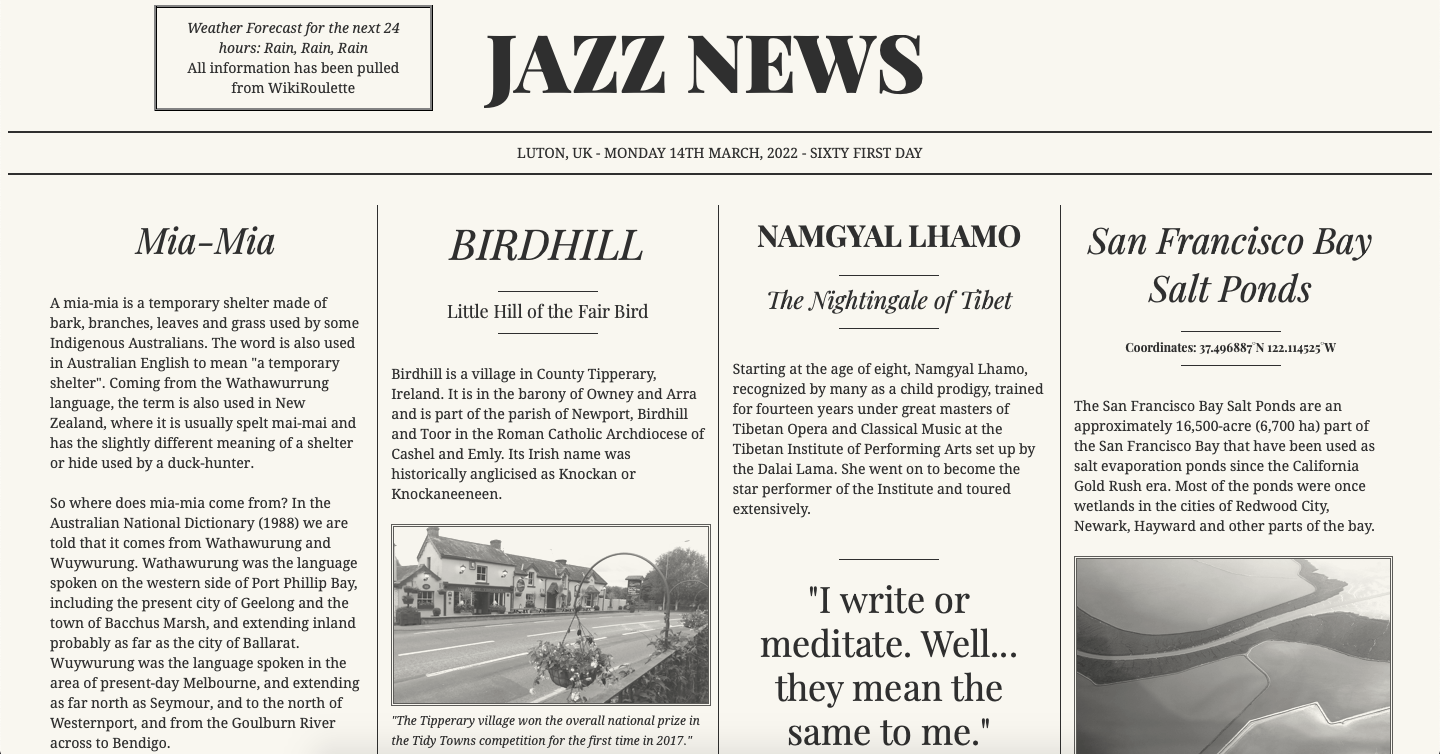 Weather Forecast for the next 24
hours: Rain, Rain, Rain
All information has been pulled
from WikiRoulette
JAZZ NEWS
LUTON, UK - MONDAY 14TH MARCH, 2022 - SIXTY FIRST DAY
Mia-Mia
A mia-mia is a temporary shelter made of
bark, branches, leaves and grass used by some
Indigenous Australians. The word is also used
in Australian English to mean "a temporary
shelter". Coming from the Wathawurrung
language, the term is also used in New
Zealand, where it is usually spelt mai-mai and
has the slightly different meaning of a shelter
or hide used by a duck-hunter.
So where does mia-mia come from? In the
Australian National Dictionary (1988) we are
told that it comes from Wathawurung and
Wuywurung. Wathawurung was the language
spoken on the western side of Port Phillip Bay,
including the present city of Geelong and the
town of Bacchus Marsh, and extending inland
probably as far as the city of Ballarat.
Wuywurung was the language spoken in the
area of present-day Melbourne, and extending
as far north as Seymour, and to the north of
Westernport, and from the Goulburn River
across to Bendigo.
BIRDHILL
Little Hill of the Fair Bird
Birdhill is a village in County Tipperary,
Ireland. It is in the barony of Owney and Arra
and is part of the parish of Newport, Birdhill
and Toor in the Roman Catholic Archdiocese of
Cashel and Emly. Its Irish name was
historically anglicised as Knockan or
Knockaneeneen.
"The Tipperary village won the overall national prize in
the Tidy Towns competition for the first time in 2017."
NAMGYAL LHAMO
The Nightingale of Tibet
Starting at the age of eight, Namgyal Lhamo,
recognized by many as a child prodigy, trained
for fourteen years under great masters of
Tibetan Opera and Classical Music at the
Tibetan Institute of Performing Arts set up by
the Dalai Lama. She went on to become the
star performer of the Institute and toured
extensively.
"I write or
meditate. Well...
they mean the
same to me."
San Francisco Bay
Salt Ponds
Coordinates: 37.496887°N 122.114525°W
The San Francisco Bay Salt Ponds are an
approximately 16,500-acre (6,700 ha) part of
the San Francisco Bay that have been used as
salt evaporation ponds since the California
Gold Rush era. Most of the ponds were once
wetlands in the cities of Redwood City,
Newark, Hayward and other parts of the bay.